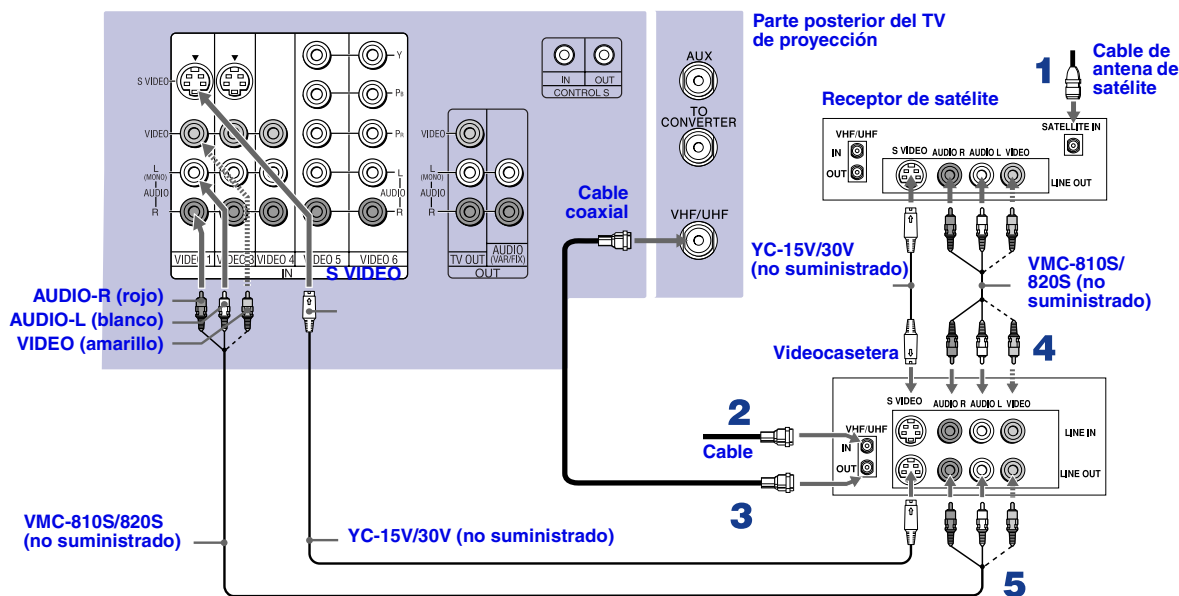 Parte posterior del TV
de proyección
S VIDEO
VIDEO
L
(MONO)
AUDIO
R
VIDEO 1
VIDEO 3
VIDEO 4
VIDEO 5
VIDEO 6
IN
S VIDEO
Y
PB
PR
L
AUDIO
R
VIDEO
L
(MONO)
AUDIO
R
TV OUT
AUDIO
(VAR/FIX)
OUT
IN
OUT
CONTROL S
AUX
TO
CONVERTER
VHF/UHF
Cable
coaxial
AUDIO-R (rojo)
AUDIO-L (blanco)
VIDEO (amarillo)
1
Cable de
antena de
satélite
Receptor de satélite
VHF/UHF
IN
OUT
S VIDEO
AUDIO R
AUDIO L
VIDEO
SATELLITE IN
LINE OUT
YC-15V/30V
(no suministrado)
VMC-810S/
820S (no
suministrado)
4
Videocasetera
S VIDEO
AUDIO R
AUDIO L
VIDEO
VHF/UHF
IN
OUT
LINE IN
LINE OUT
2
Cable
3
VMC-810S/820S
(no suministrado)
YC-15V/30V (no suministrado)
5